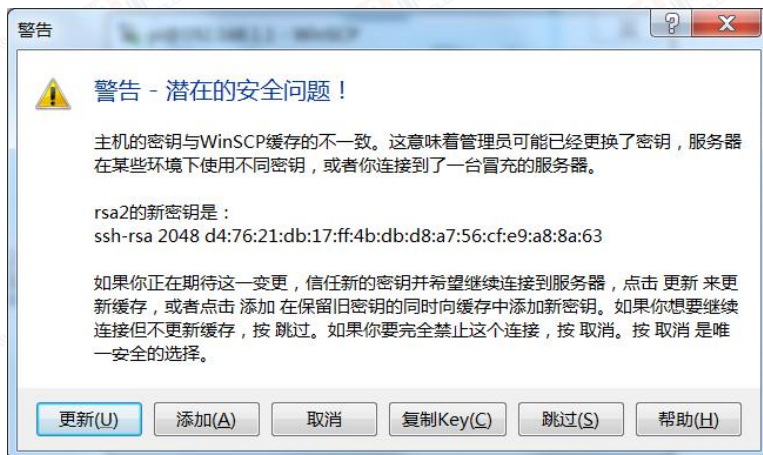 警告
警告 - 潜在的安全问题！
主机的密钥与WinSCP缓存的不一致。这意味着管理员可能已经更换了密钥，服务器
在某些环境下使用不同密钥，或者你连接到了一台冒充的服务器。
rsa2的新密钥是：
ssh-rsa 2048 d4:76:21:db:17:ff:4b:db:d8:a7:56:cf:e9:a8:8a:63
如果你正在期待这一变更，信任新的密钥并希望继续连接到服务器，点击 更新 来更
新缓存，或者点击 添加 在保留旧密钥的同时向缓存中添加新密钥。如果你想要继续
连接但不更新缓存，按 跳过。如果你要完全禁止这个连接，按 取消。按 取消 是唯
一安全的选择。
更新(U) 添加(A) 取消 复制Key(C) 跳过(S) 帮助(H)